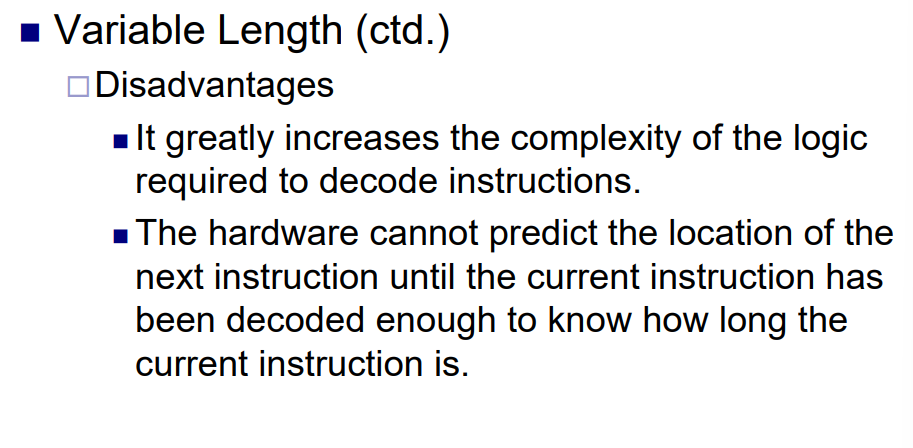 Variable Length (ctd.)
Disadvantages
It greatly increases the complexity of the logic
required to decode instructions.
The hardware cannot predict the location of the
next instruction until the current instruction has
been decoded enough to know how long the
current instruction is.